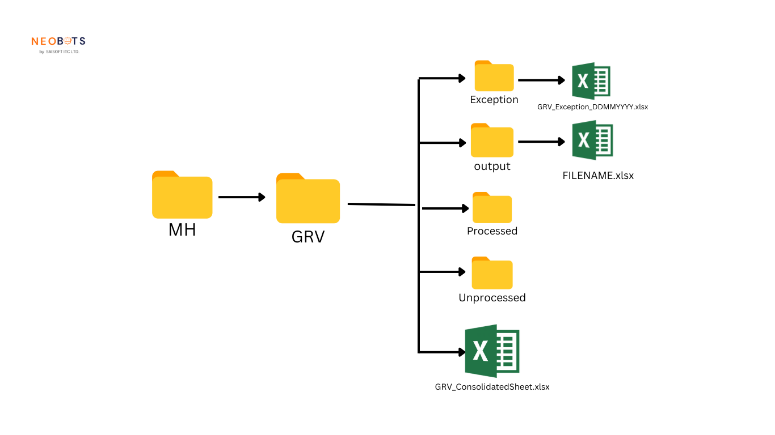 NEOBOTS
Exception
GRV_Exception_DDMMYYYY.xlsx
output
FILENAME.xlsx
MH
GRV
Processed
Unprocessed
GRV_ConsolidatedSheet.xlsx